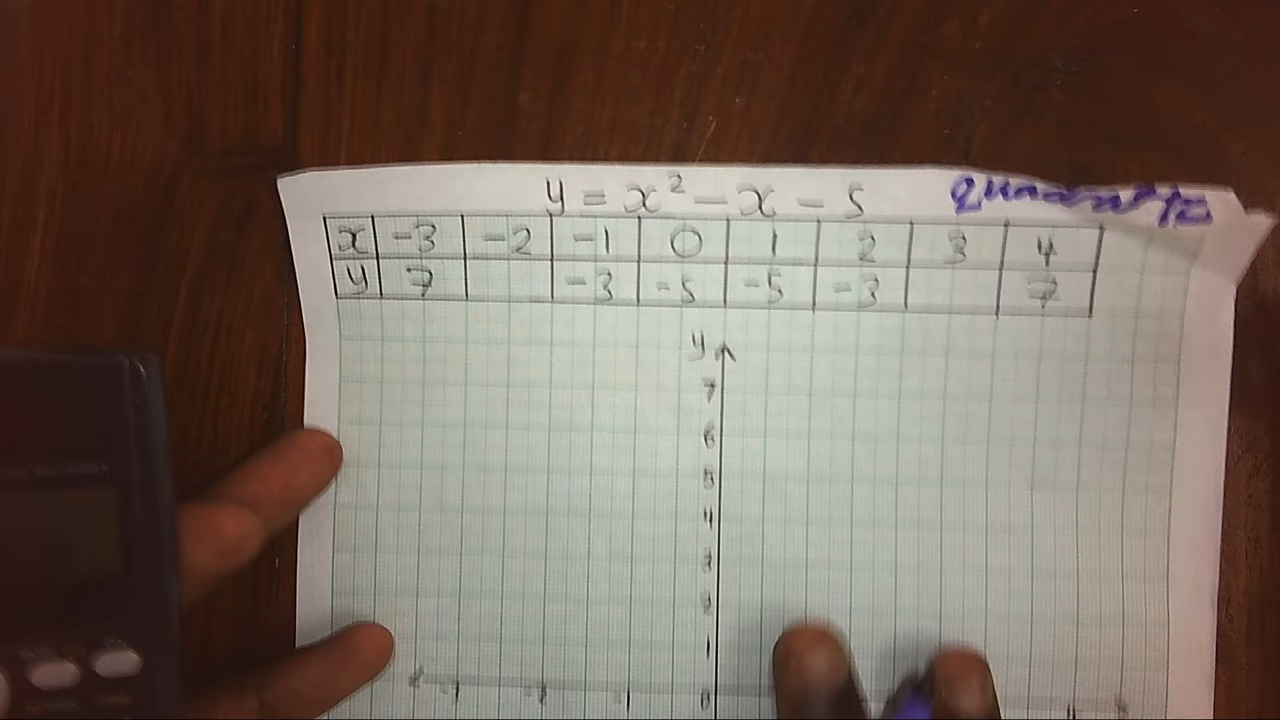 y = x² - x - 5 Quadratic
x -3 -2 -1 0 1 2 3 4
y 7 -3 -5 -5 -3 7
y
7
6
5
4
3
2
1
0